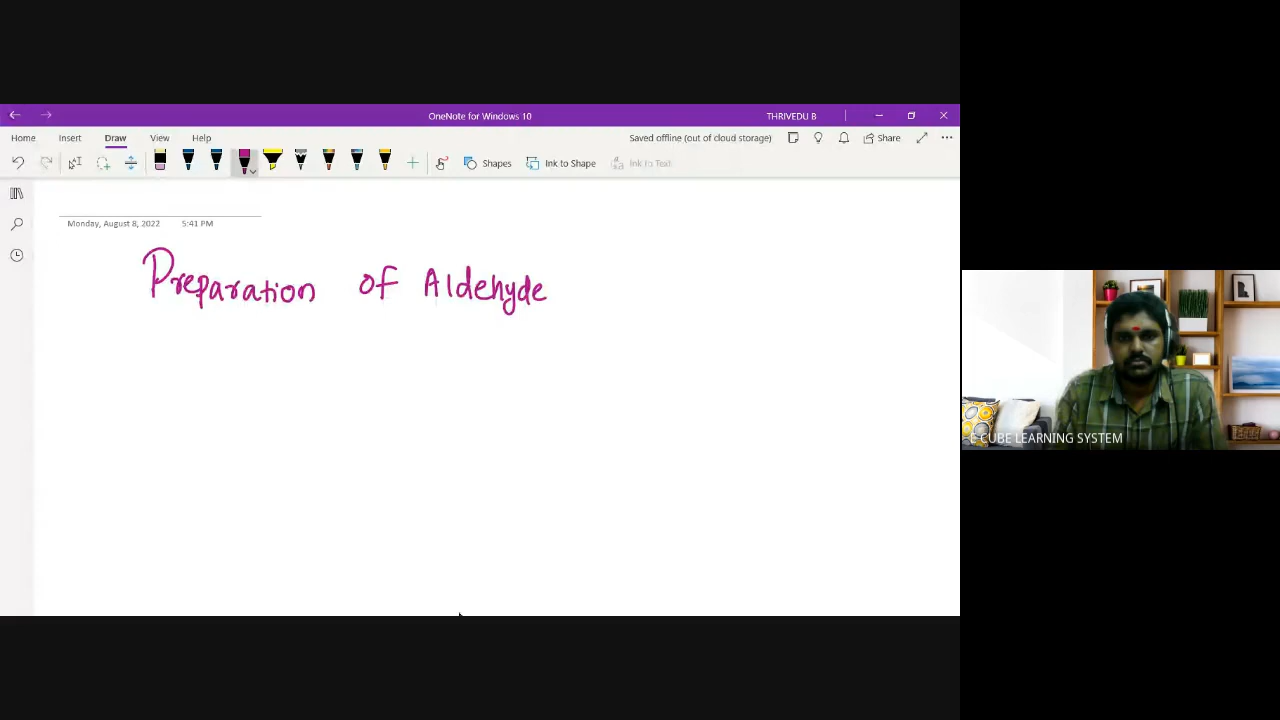 OneNote for Windows 10
THRIVEDU B
Home Insert Draw View Help
Saved offline (out of cloud storage)
Share
Shapes
Ink to Shape
Ink to Text
Monday, August 8, 2022 5:41 PM
Preparation of Aldehyde
E CUBE LEARNING SYSTEM